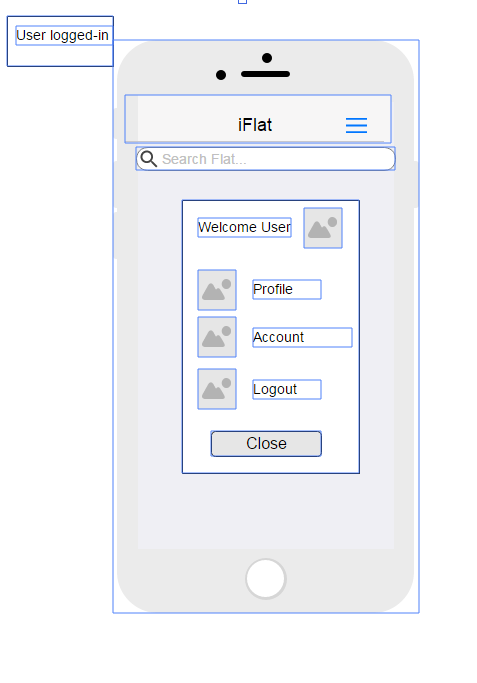 User logged-in
iFlat
Search Flat...
Welcome User
Profile
Account
Logout
Close